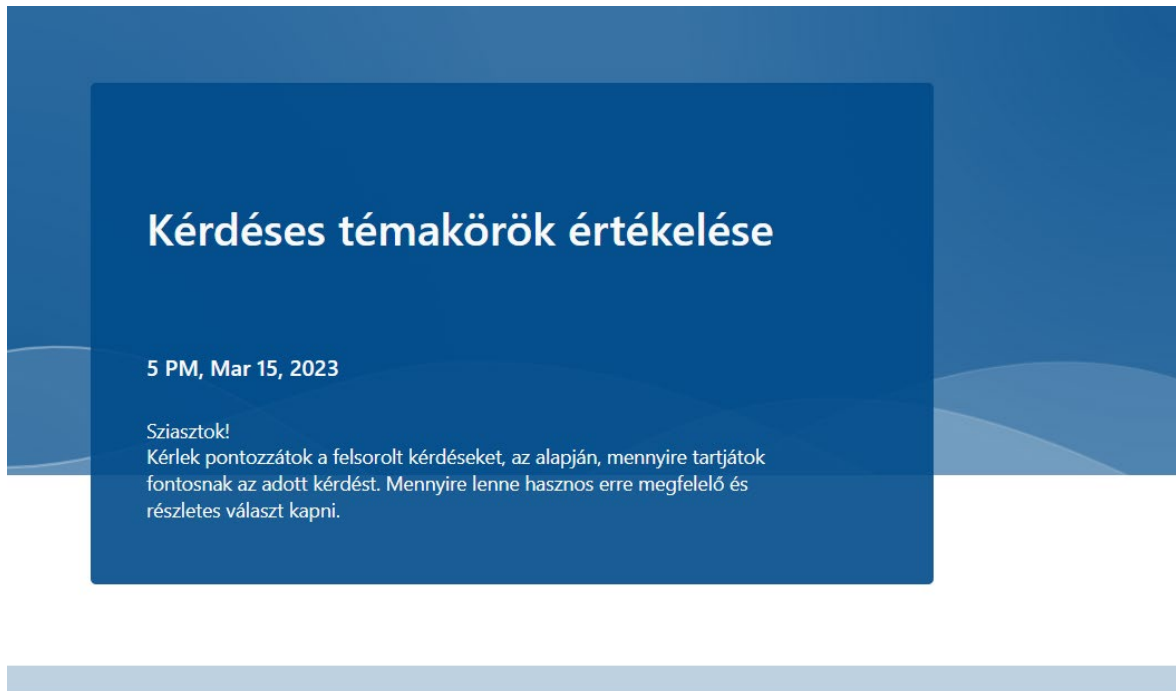 Kérdéses témakörök értékelése
5 PM, Mar 15, 2023
Sziasztok!
Kérlek pontozzátok a felsorolt kérdéseket, az alapján, mennyire tartjátok
fontosnak az adott kérdést. Mennyire lenne hasznos erre megfelelő és
részletes választ kapni.